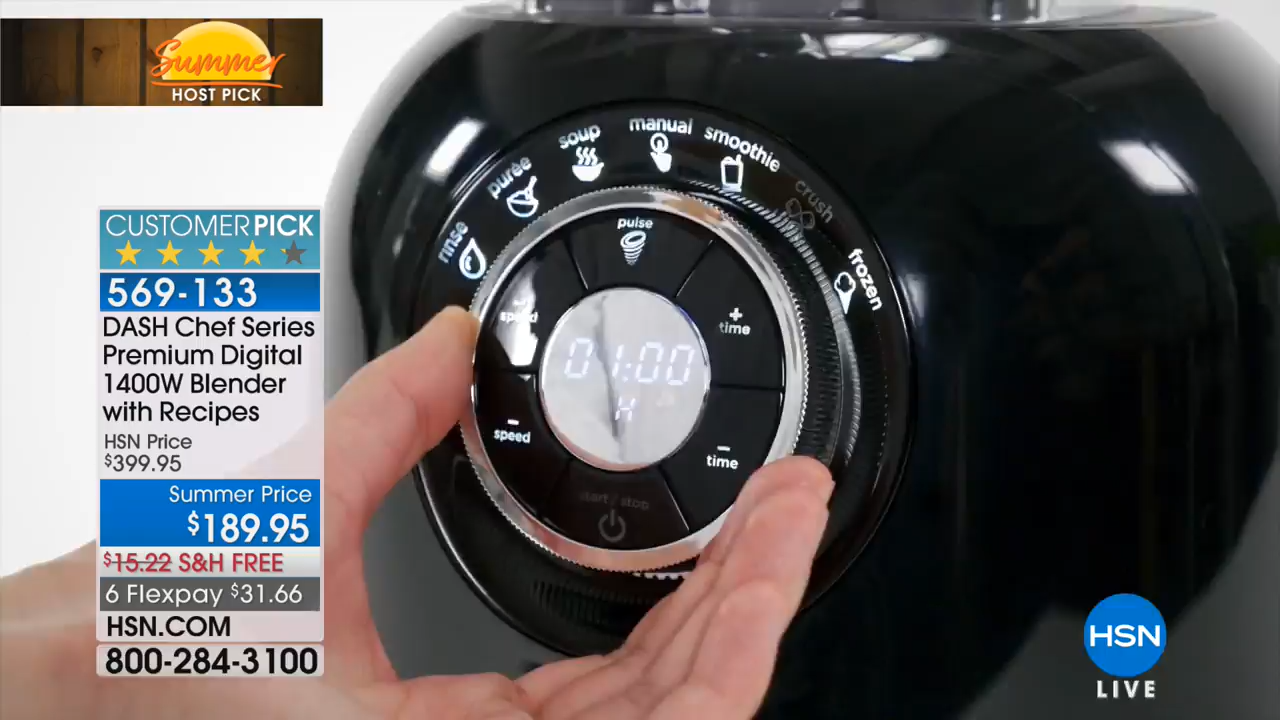 Summer
HOST PICK
CUSTOMER PICK
569-133
DASH Chef Series
Premium Digital
1400W Blender
with Recipes
HSN Price
$399.95
Summer Price
$189.95
$15.22 S&H FREE
6 Flexpay $31.66
HSN.COM
800-284-3100
rinse
purée
soup
manual
smoothie
crush
frozen
pulse
+
time
speed
01:00
-
speed
-
time
start / stop
HSN
LIVE